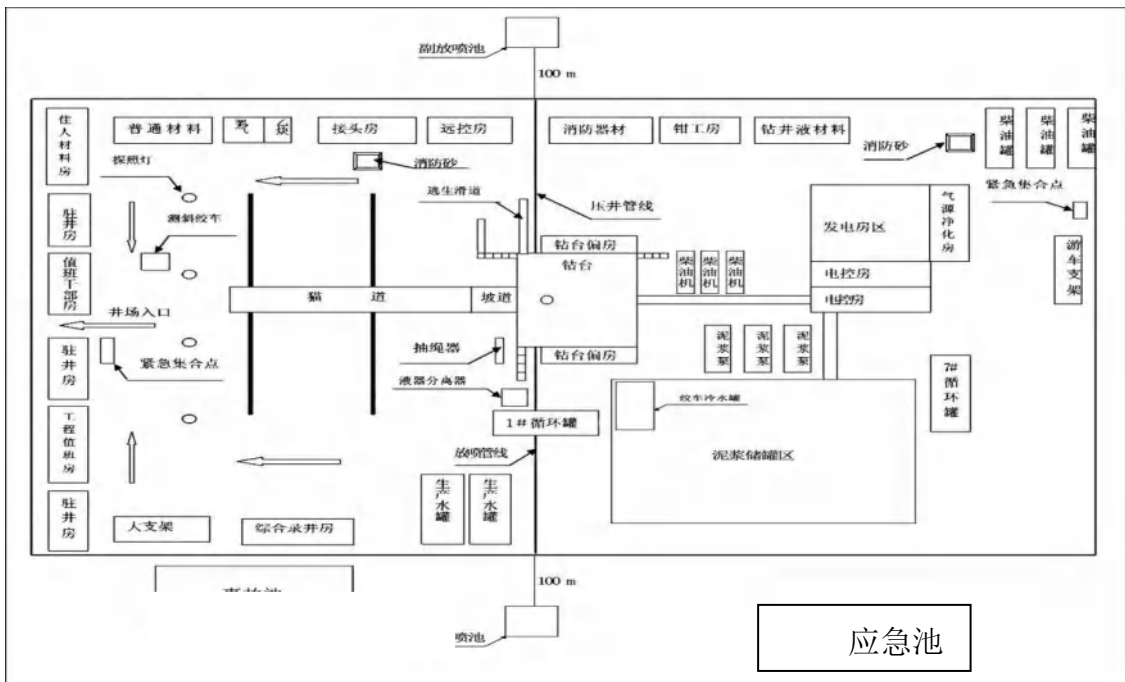 副放喷池
100 m
住人材料房
普通材料
接头房
远控房
消防器材
钳工房
钻井液材料
柴油罐
柴油罐
柴油罐
探照灯
消防砂
消防砂
逃生滑道
压井管线
紧急集合点
驻井房
测斜绞车
钻台偏房
钻台
柴油机
柴油机
柴油机
发电房区
气源净化房
游车支架
值班干部房
猫道
坡道
电控房
电控房
井场入口
驻井房
紧急集合点
抽绳器
钻台偏房
泥浆泵
泥浆泵
泥浆泵
7#循环罐
液器分离器
绞车冷水罐
工程值班房
1#循环罐
放喷管线
泥浆储罐区
生产水罐
生产水罐
驻井房
大支架
综合录井房
100 m
喷池
应急池